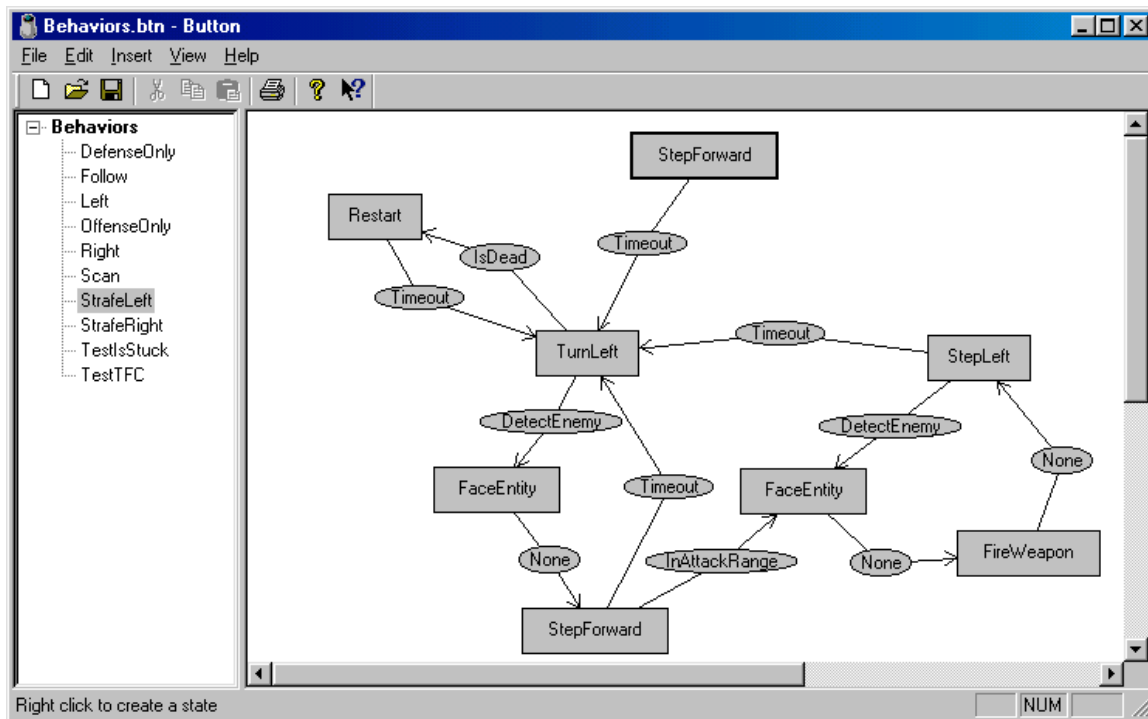 Behaviors.btn - Button
File Edit Insert View Help
Behaviors
DefenseOnly
Follow
Left
OffenseOnly
Right
Scan
StrafeLeft
StrafeRight
TestIsStuck
TestTFC
StepForward
Restart
Timeout
IsDead
Timeout
TurnLeft
Timeout
StepLeft
DetectEnemy
DetectEnemy
FaceEntity
Timeout
FaceEntity
None
None
InAttackRange
None
FireWeapon
StepForward
Right click to create a state
NUM